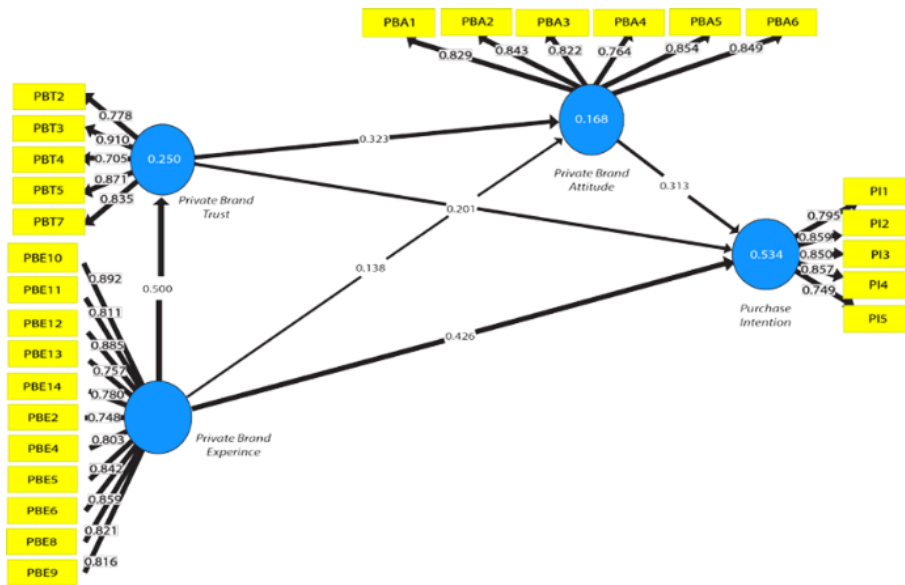 PBA1
PBA2
PBA3
PBA4
PBA5
PBA6
0.829
0.843
0.822
0.764
0.854
0.849
PBT2
PBT3
PBT4
PBT5
PBT7
0.778
0.910
0.705
0.871
0.835
0.250
Private Brand
Trust
0.323
0.168
Private Brand
Attitude
0.313
0.201
0.138
0.500
0.426
0.534
Purchase
Intention
0.795
0.859
0.850
0.857
0.749
PI1
PI2
PI3
PI4
PI5
PBE10
PBE11
PBE12
PBE13
PBE14
PBE2
PBE4
PBE5
PBE6
PBE8
PBE9
0.892
0.811
0.885
0.757
0.780
0.748
0.803
0.842
0.859
0.821
0.816
Private Brand
Experince